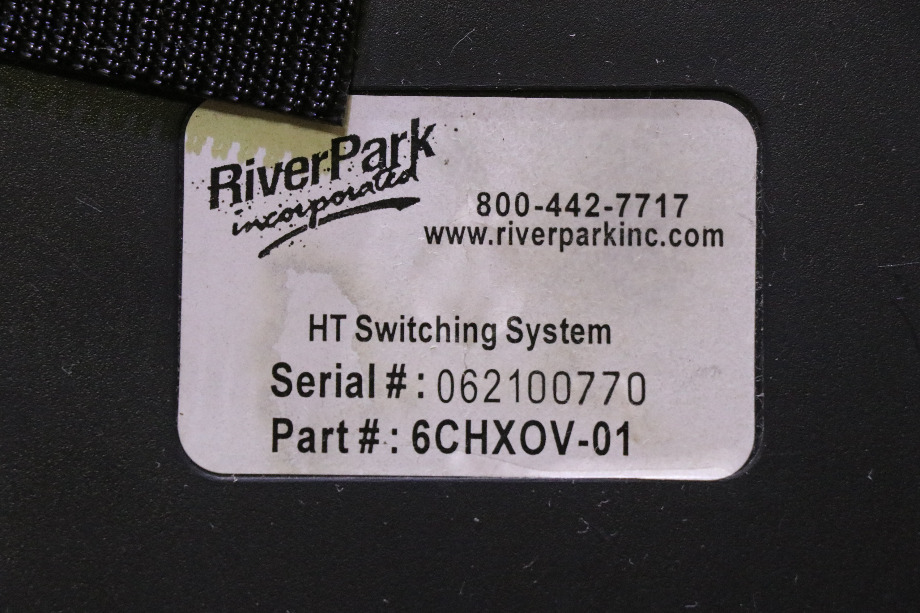 RiverPark
incorporated
800-442-7717
www.riverparkinc.com
HT Switching System
Serial #: 062100770
Part #: 6CHXOV-01